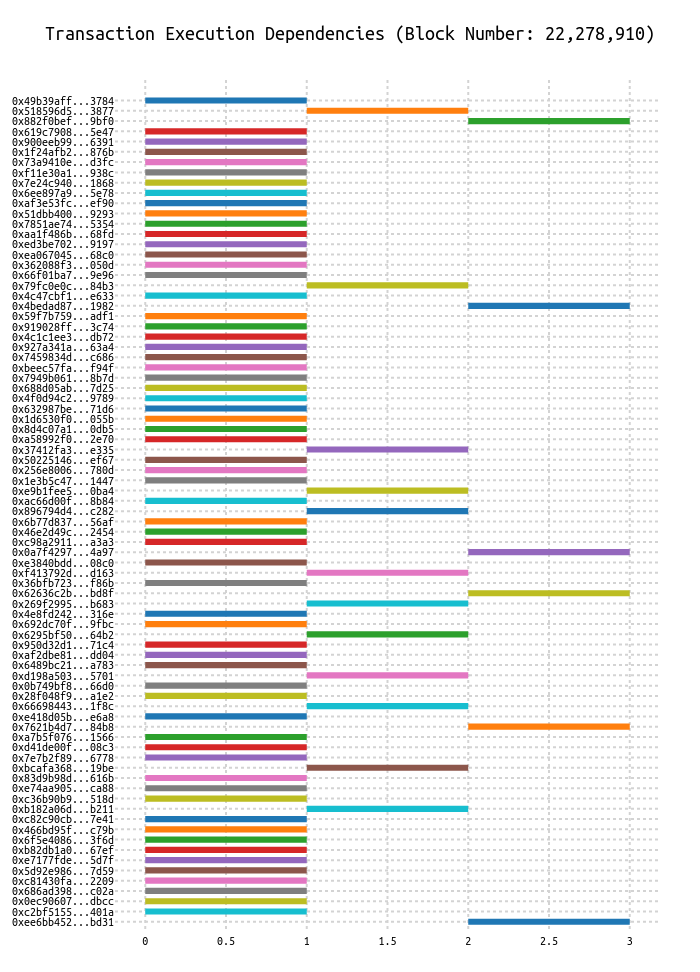 Transaction Execution Dependencies (Block Number: 22,278,910)
0x49b39aff...3784
0x518596d5...3877
0x882f0bef...9bf0
0x619c7908...5e47
0x900eeb99...6391
0x1f24afb2...876b
0x73a9410e...d3fc
0xf11e30a1...938c
0x7e24c940...1868
0x6ee897a9...5e78
0xaf3e53fc...ef90
0x51dbb400...9293
0x7851ae74...5354
0xaa1f486b...68fd
0xed3be702...9197
0xea067045...68c0
0x362088f3...050d
0x66f01ba7...9e96
0x79fc0e0c...84b3
0x4c47cbf1...e633
0x4bedad87...1982
0x59f7b759...adf1
0x919028ff...3c74
0x4c1c1ee3...db72
0x927a341a...63a4
0x7459834d...c686
0xbeec57fa...f94f
0x7949b061...8b7d
0x688d05ab...7d25
0x4f0d94c2...9789
0x632987be...71d6
0x1d6530f0...055b
0x8d4c07a1...0db5
0xa58992f0...2e70
0x37412fa3...e335
0x50225146...ef67
0x256e8006...780d
0x1e3b5c47...1447
0xe9b1fee5...0ba4
0xac66d00f...8b84
0x896794d4...c282
0x6b77d837...56af
0x46e2d49c...2454
0xc98a2911...a3a3
0x0a7f4297...4a97
0xe3840bdd...08c0
0xf413792d...d163
0x36bfb723...f86b
0x62636c2b...bd8f
0x269f2995...b683
0x4e8fd242...316e
0x692dc70f...9fbc
0x6295bf50...64b2
0x950d32d1...71c4
0xaf2dbe81...dd04
0x6489bc21...a783
0xd198a503...5701
0x0b749bf8...66d0
0x28f048f9...a1e2
0x66698443...1f8c
0xe418d05b...e6a8
0x7621b4d7...84b8
0xa7b5f076...1566
0xd41de00f...08c3
0x7e7b2f89...6778
0xbcafa368...19be
0x83d9b98d...616b
0xe74aa905...ca88
0xc36b90b9...518d
0xb182a06d...b211
0xc82c90cb...7e41
0x466bd95f...c79b
0x6f5e4086...3f6d
0xb82db1a0...67ef
0xe7177fde...5d7f
0x5d92e986...7d59
0xc81430fa...2209
0x686ad398...c02a
0x0ec90607...dbcc
0xc2bf5155...401a
0xee6bb452...bd31
0 0.5 1 1.5 2 2.5 3